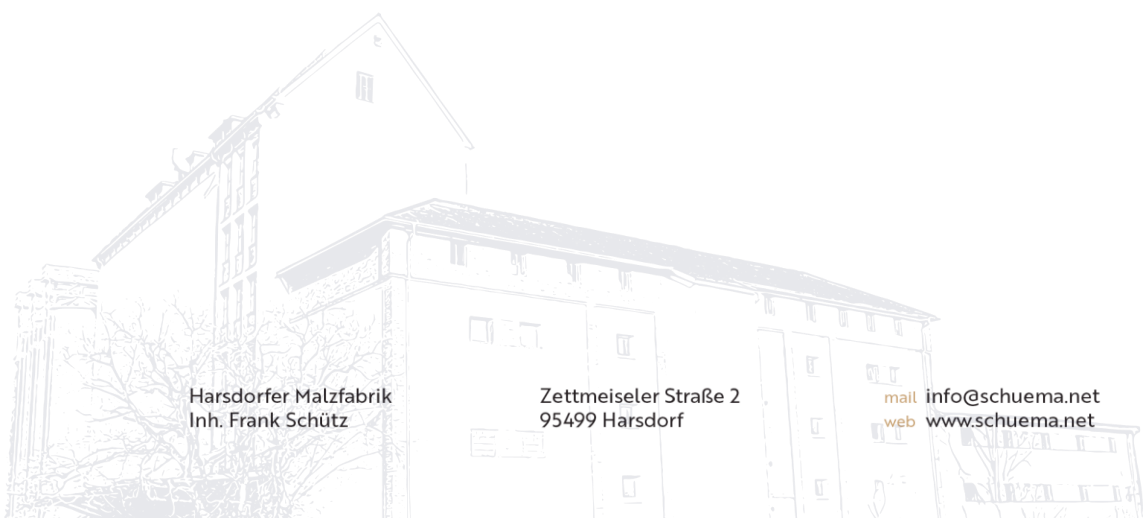 Harsdorfer Malzfabrik
Inh. Frank Schütz
Zettmeiseler Straße 2
95499 Harsdorf
mail info@schuema.net
web www.schuema.net